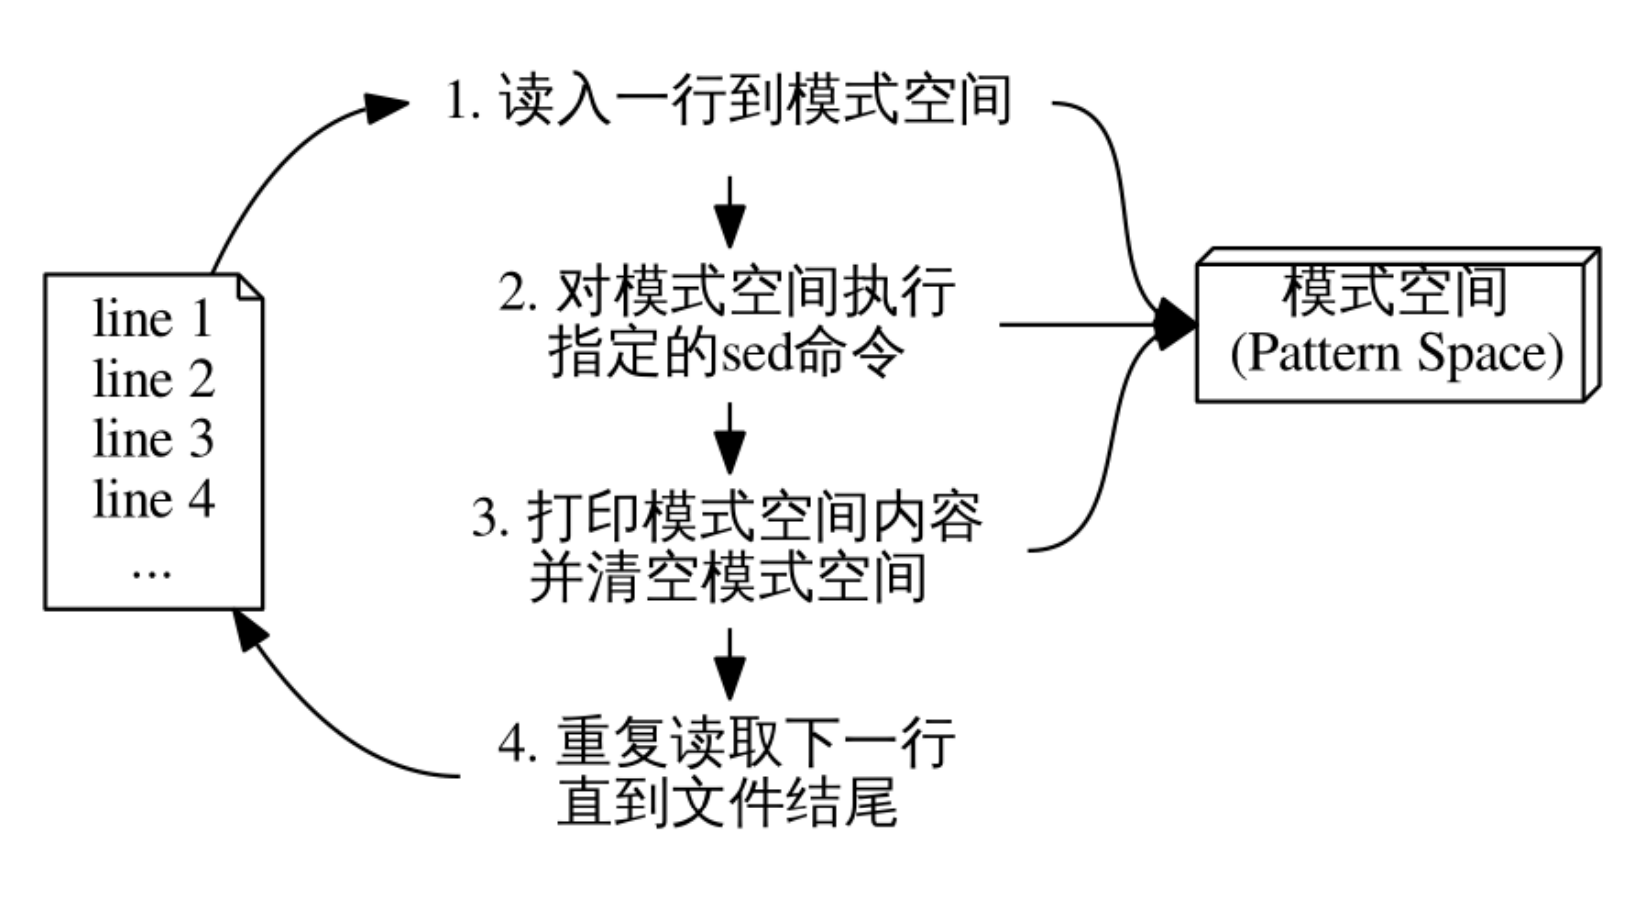 1. 读入一行到模式空间
2. 对模式空间执行
指定的sed命令
3. 打印模式空间内容
并清空模式空间
4. 重复读取下一行
直到文件结尾
line 1
line 2
line 3
line 4
...
模式空间
(Pattern Space)